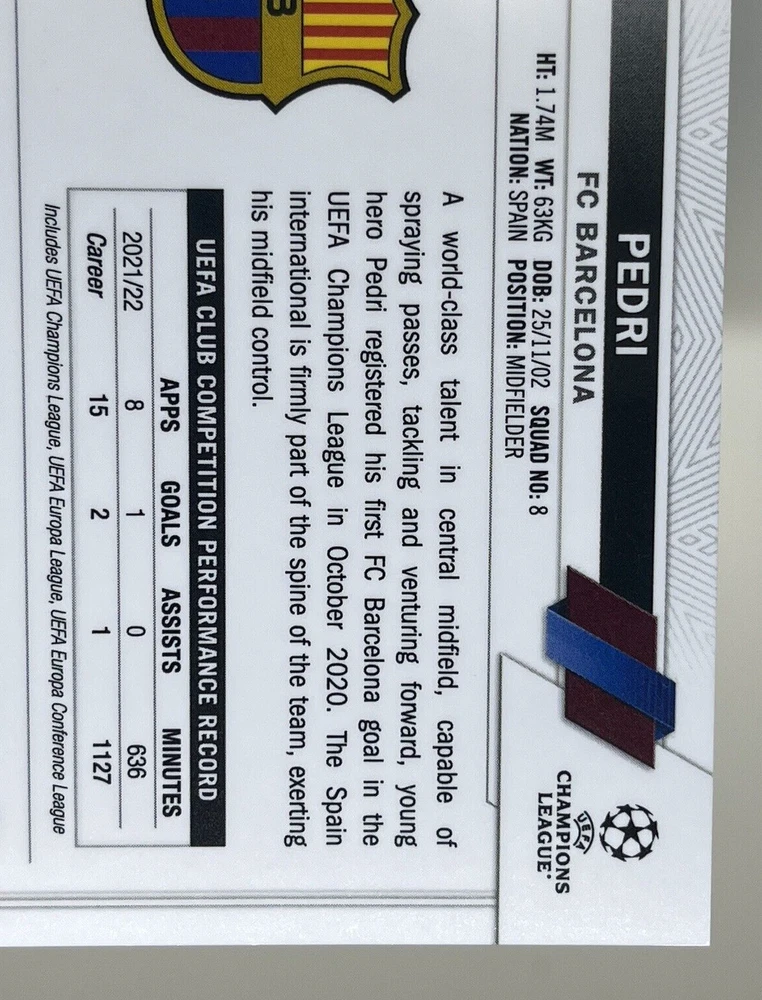 PEDRI
FC BARCELONA
HT: 1.74M WT: 63KG DOB: 25/11/02 SQUAD NO: 8
NATION: SPAIN POSITION: MIDFIELDER
UEFA
CHAMPIONS
LEAGUE
B
A world-class talent in central midfield, capable of
spraying passes, tackling and venturing forward, young
hero Pedri registered his first FC Barcelona goal in the
UEFA Champions League in October 2020. The Spain
international is firmly part of the spine of the team, exerting
his midfield control.
UEFA CLUB COMPETITION PERFORMANCE RECORD
APPS GOALS ASSISTS MINUTES
2021/22 8 1 0 636
Career 15 2 1 1127
Includes UEFA Champions League, UEFA Europa League, UEFA Europa Conference League